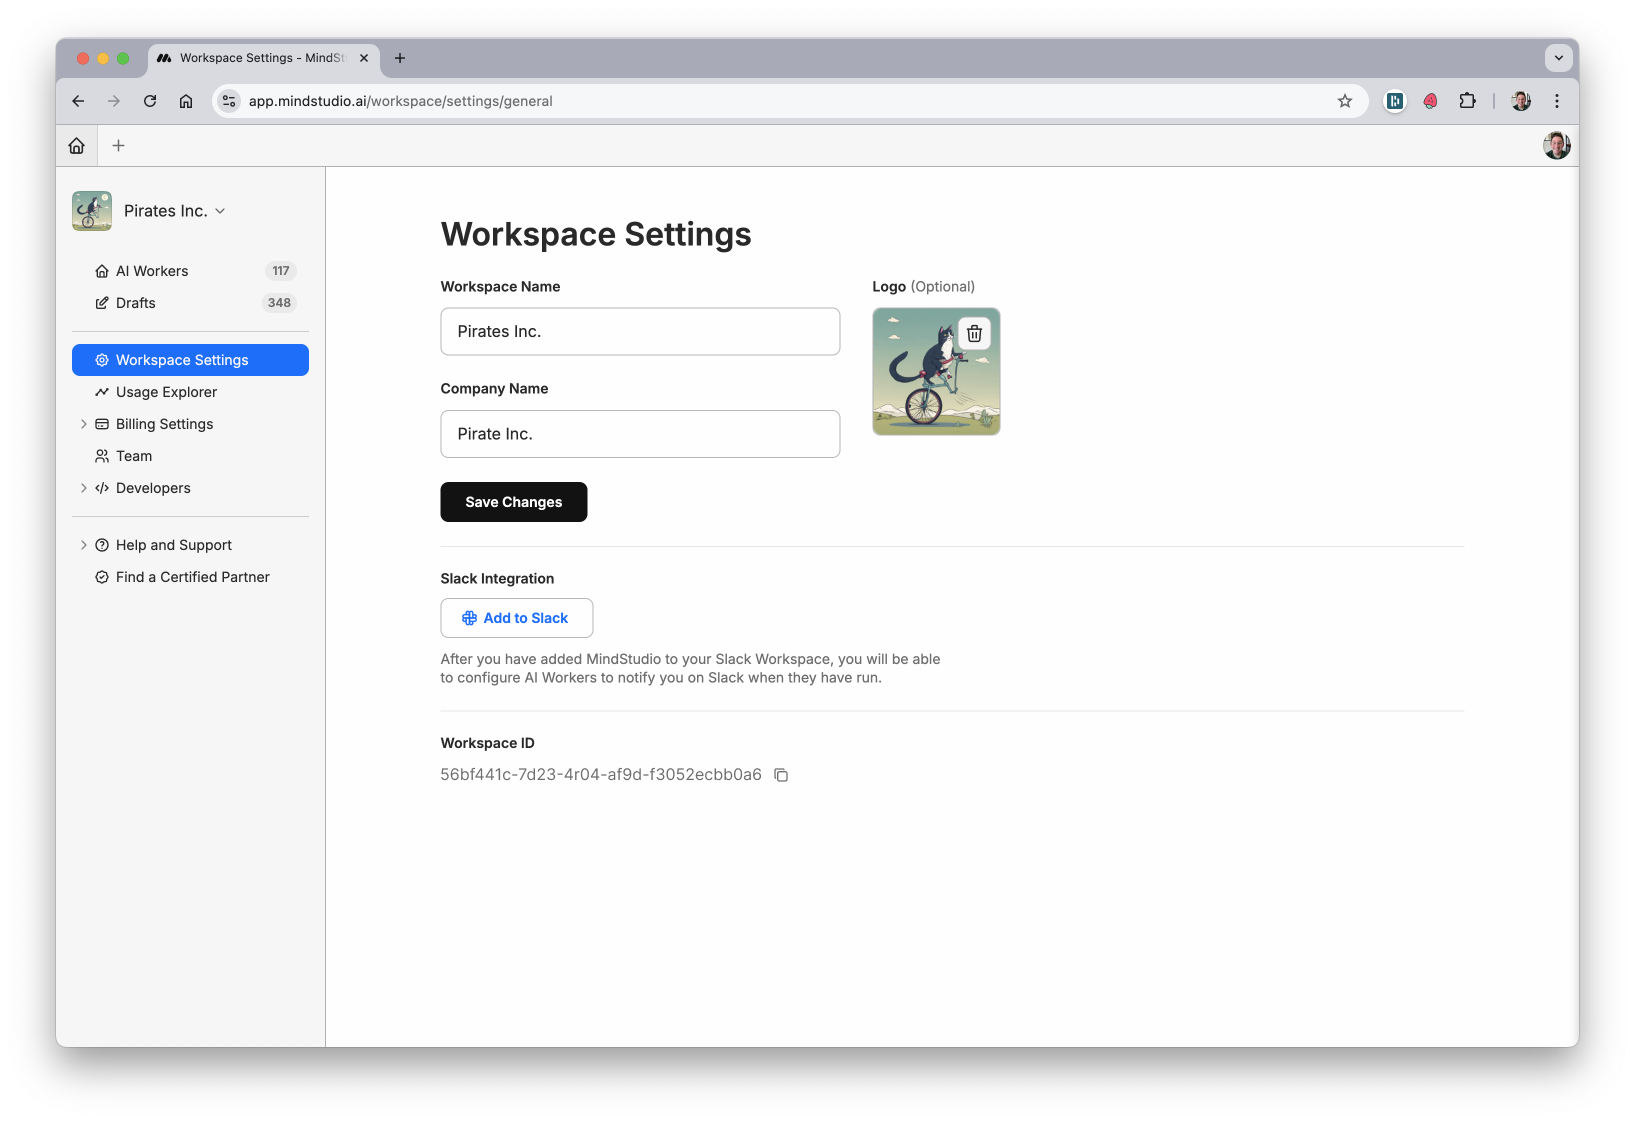 Workspace Settings - MindSt
app.mindstudio.ai/workspace/settings/general
Pirates Inc.
AI Workers 117
Drafts 348
Workspace Settings
Usage Explorer
Billing Settings
Team
Developers
Help and Support
Find a Certified Partner
Workspace Settings
Workspace Name
Pirates Inc.
Logo (Optional)
Company Name
Pirate Inc.
Save Changes
Slack Integration
Add to Slack
After you have added MindStudio to your Slack Workspace, you will be able
to configure AI Workers to notify you on Slack when they have run.
Workspace ID
56bf441c-7d23-4r04-af9d-f3052ecbb0a6